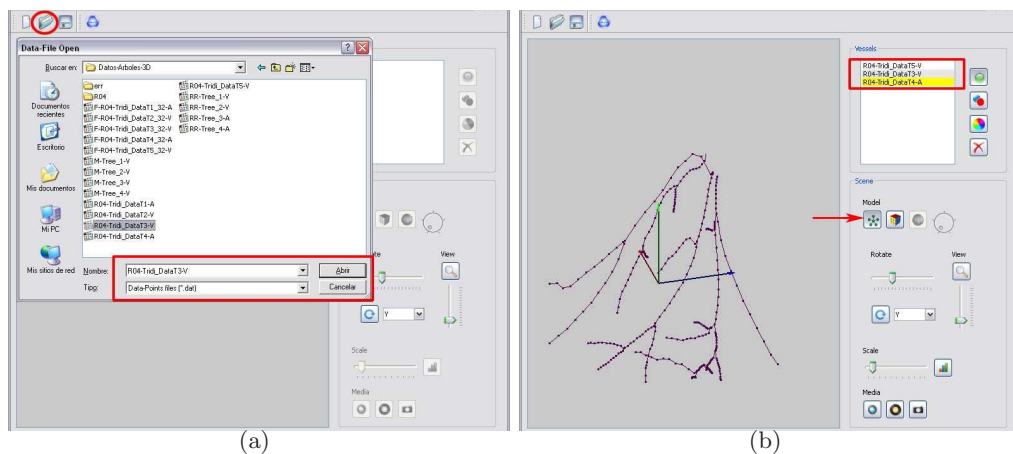 Data-File Open
Buscar en:
Datos-Arboles-3D
Documentos recientes
Escritorio
Mis documentos
Mi PC
Mis sitios de red
err
R04
F-R04-Tridi_DataT1_32-A
F-R04-Tridi_DataT2_32-V
F-R04-Tridi_DataT3_32-V
F-R04-Tridi_DataT4_32-A
F-R04-Tridi_DataT5_32-V
M-Tree_1-V
M-Tree_2-V
M-Tree_3-V
M-Tree_4-V
R04-Tridi_DataT1-A
R04-Tridi_DataT2-V
R04-Tridi_DataT3-V
R04-Tridi_DataT4-A
R04-Tridi_DataT5-V
RR-Tree_1-V
RR-Tree_2-V
RR-Tree_3-A
RR-Tree_4-A
Nombre:
R04-Tridi_DataT3-V
Abrir
Tipo:
Data-Points files (*.dat)
Cancelar
View
Y
Scale
Media
(a)
Vessels
R04-Tridi_DataT5-V
R04-Tridi_DataT3-V
R04-Tridi_DataT4-A
Scene
Model
Rotate
View
Y
Scale
Media
(b)